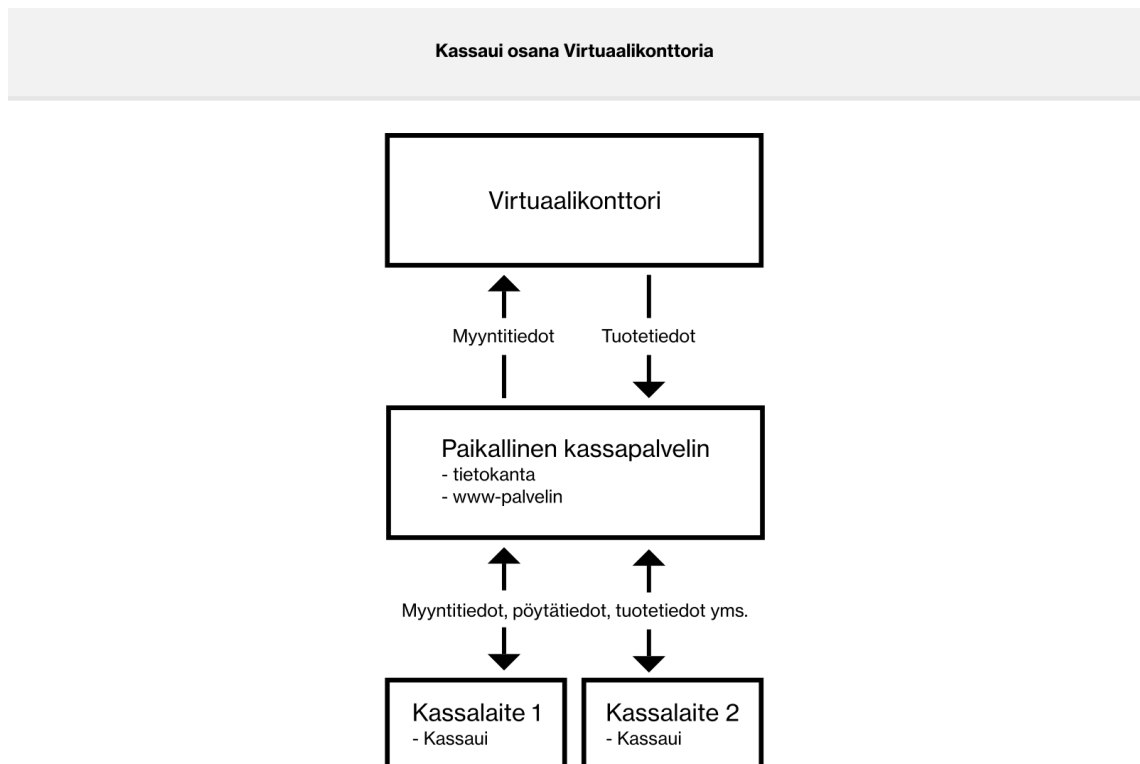 Kassaui osana Virtuaalikonttoria
Virtuaalikonttori
Myyntitiedot
Tuotetiedot
Paikallinen kassapalvelin
- tietokanta
- www-palvelin
Myyntitiedot, pöytätiedot, tuotetiedot yms.
Kassalaite 1
- Kassaui
Kassalaite 2
- Kassaui